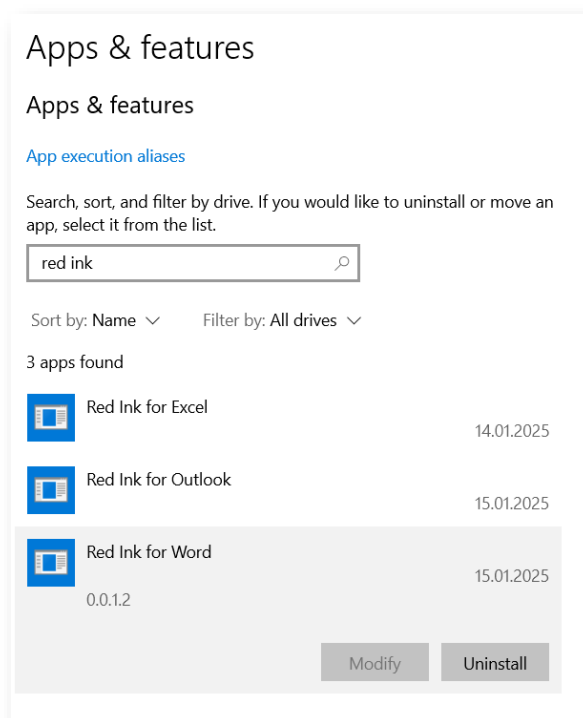 Apps & features
Apps & features
App execution aliases
Search, sort, and filter by drive. If you would like to uninstall or move an
app, select it from the list.
red ink
Sort by: Name Filter by: All drives
3 apps found
Red Ink for Excel
14.01.2025
Red Ink for Outlook
15.01.2025
Red Ink for Word
15.01.2025
0.0.1.2
Modify Uninstall